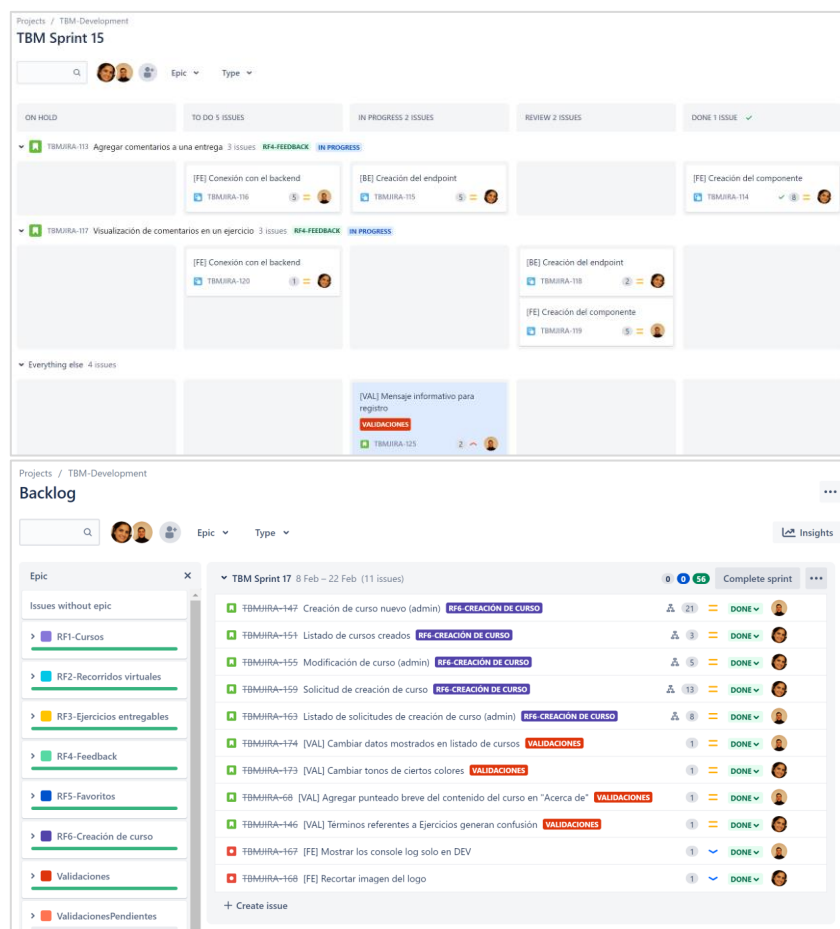 Projects / TBM-Development
TBM Sprint 15
Epic Type
ON HOLD TO DO 5 ISSUES IN PROGRESS 2 ISSUES REVIEW 2 ISSUES DONE 1 ISSUE
TBMJIRA-113 Agregar comentarios a una entrega 3 issues RF4-FEEDBACK IN PROGRESS
[FE] Conexión con el backend [BE] Creación del endpoint [FE] Creación del componente
TBMJIRA-116 5 TBMJIRA-115 5 TBMJIRA-114 8
TBMJIRA-117 Visualización de comentarios en un ejercicio 3 issues RF4-FEEDBACK IN PROGRESS
[FE] Conexión con el backend [BE] Creación del endpoint
TBMJIRA-120 1 TBMJIRA-118 2
[FE] Creación del componente
TBMJIRA-119 5
Everything else 4 issues
[VAL] Mensaje informativo para
registro
VALIDACIONES
TBMJIRA-125 2
Projects / TBM-Development
Backlog
Epic Type Insights
Epic
Issues without epic
RF1-Cursos
RF2-Recorridos virtuales
RF3-Ejercicios entregables
RF4-Feedback
RF5-Favoritos
RF6-Creación de curso
Validaciones
ValidacionesPendientes
TBM Sprint 17 8 Feb – 22 Feb (11 issues) 0 0 56 Complete sprint
TBMJIRA-147 Creación de curso nuevo (admin) RF6-CREACIÓN DE CURSO 21 DONE
TBMJIRA-151 Listado de cursos creados RF6-CREACIÓN DE CURSO 3 DONE
TBMJIRA-155 Modificación de curso (admin) RF6-CREACIÓN DE CURSO 5 DONE
TBMJIRA-159 Solicitud de creación de curso RF6-CREACIÓN DE CURSO 13 DONE
TBMJIRA-163 Listado de solicitudes de creación de curso (admin) RF6-CREACIÓN DE CURSO 8 DONE
TBMJIRA-174 [VAL] Cambiar datos mostrados en listado de cursos VALIDACIONES 1 DONE
TBMJIRA-173 [VAL] Cambiar tonos de ciertos colores VALIDACIONES 1 DONE
TBMJIRA-68 [VAL] Agregar punteado breve del contenido del curso en "Acerca de" VALIDACIONES 1 DONE
TBMJIRA-146 [VAL] Términos referentes a Ejercicios generan confusión VALIDACIONES 1 DONE
TBMJIRA-167 [FE] Mostrar los console log solo en DEV 1 DONE
TBMJIRA-168 [FE] Recortar imagen del logo 1 DONE
+ Create issue